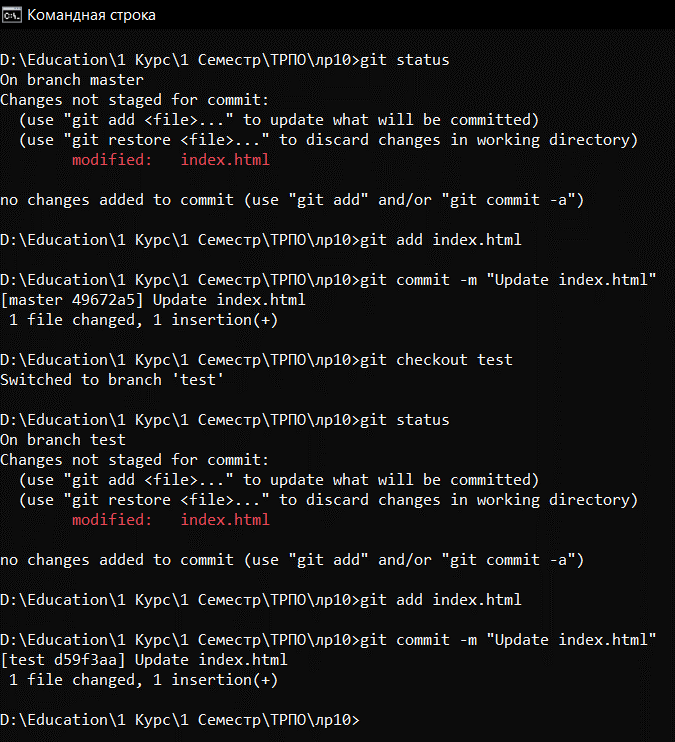 Командная строка
D:\Education\1 Курс\1 Семестр\ТРПО\лр10>git status
On branch master
Changes not staged for commit:
  (use "git add <file>..." to update what will be committed)
  (use "git restore <file>..." to discard changes in working directory)
        modified:   index.html
no changes added to commit (use "git add" and/or "git commit -a")
D:\Education\1 Курс\1 Семестр\ТРПО\лр10>git add index.html
D:\Education\1 Курс\1 Семестр\ТРПО\лр10>git commit -m "Update index.html"
[master 49672a5] Update index.html
 1 file changed, 1 insertion(+)
D:\Education\1 Курс\1 Семестр\ТРПО\лр10>git checkout test
Switched to branch 'test'
D:\Education\1 Курс\1 Семестр\ТРПО\лр10>git status
On branch test
Changes not staged for commit:
  (use "git add <file>..." to update what will be committed)
  (use "git restore <file>..." to discard changes in working directory)
        modified:   index.html
no changes added to commit (use "git add" and/or "git commit -a")
D:\Education\1 Курс\1 Семестр\ТРПО\лр10>git add index.html
D:\Education\1 Курс\1 Семестр\ТРПО\лр10>git commit -m "Update index.html"
[test d59f3aa] Update index.html
 1 file changed, 1 insertion(+)
D:\Education\1 Курс\1 Семестр\ТРПО\лр10>